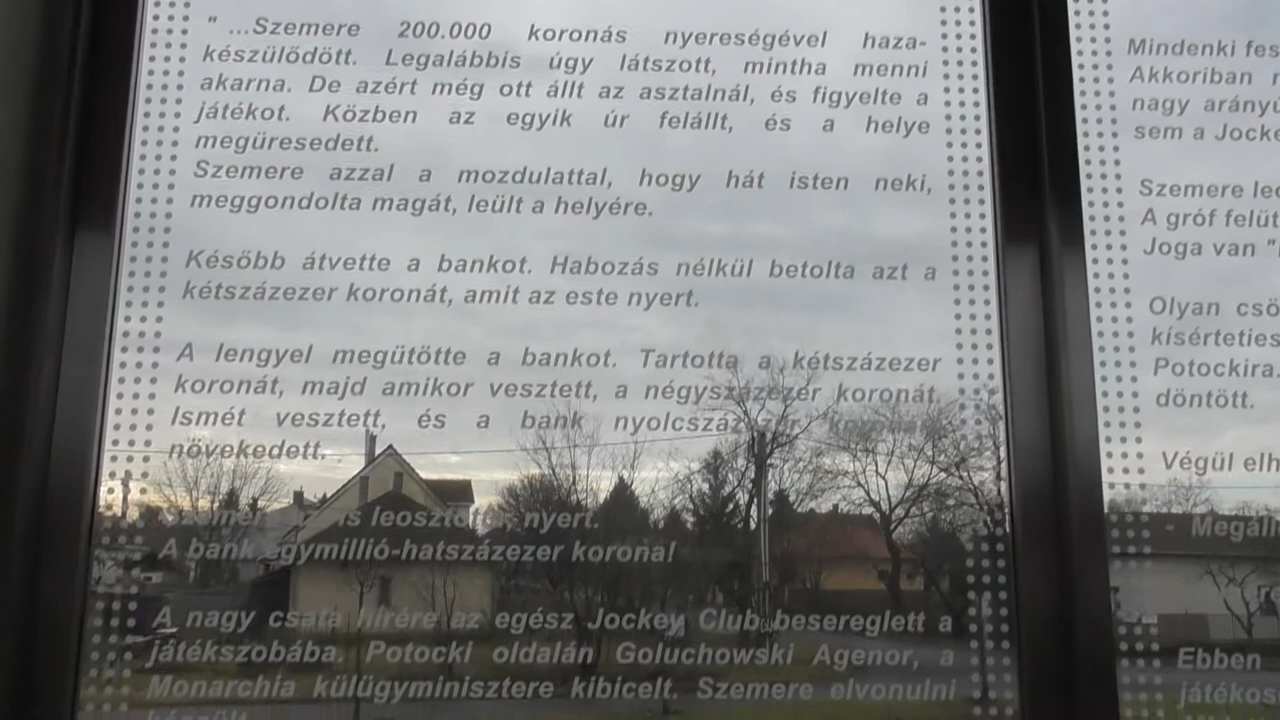 " ...Szemere 200.000 koronás nyereségével haza-
készülődött. Legalábbis úgy látszott, mintha menni
akarna. De azért még ott állt az asztalnál, és figyelte a
játékot. Közben az egyik úr felállt, és a helye
megüresedett.
Szemere azzal a mozdulattal, hogy hát isten neki,
meggondolta magát, leült a helyére.
Később átvette a bankot. Habozás nélkül betolta azt a
kétszázezer koronát, amit az este nyert.
A lengyel megütötte a bankot. Tartotta a kétszázezer
koronát, majd amikor vesztett, a négyszázezer koronát.
Ismét vesztett, és a bank nyolcszázezer
növekedett.
Szemere is leosztotta, nyert.
A bank egymillió-hatszázezer korona!
A nagy csata hírére az egész Jockey Club besereglett a
játékszobába. Potocki oldalán Goluchowski Agenor, a
Monarchia külügyminisztere kibicelt. Szemere elvonulni
Mindenki fes
Akkoriban
nagy arányú
sem a Jocke
Szemere leo
A gróf felüt
Joga van
Olyan csö
kísérteties
Potockira.
döntött.
Végül elh
- Megáll
Ebben
játékos